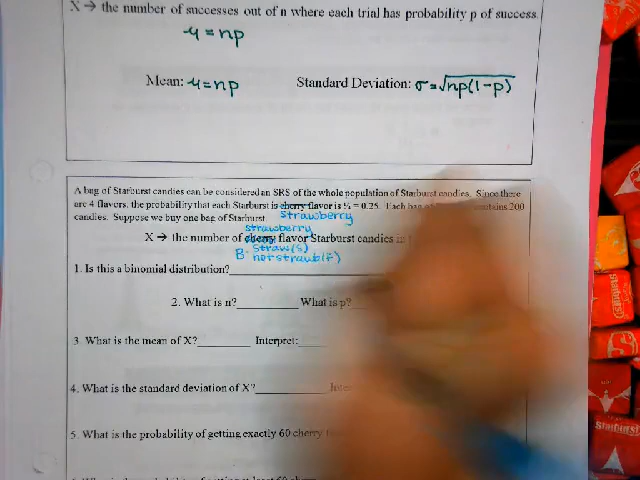 X → the number of successes out of n where each trial has probability p of success.
μ = np
Mean: μ = np Standard Deviation: σ = √np(1-p)
A bag of Starburst candies can be considered an SRS of the whole population of Starburst candies. Since there
are 4 flavors, the probability that each Starburst is cherry flavor is ¼ = 0.25. Each bag contains 200
strawberry
candies. Suppose we buy one bag of Starburst.
strawberry
X → the number of cherry flavor Starburst candies in
B: straw(S)
not straub(F)
1. Is this a binomial distribution?
2. What is n? What is p?
3. What is the mean of X? Interpret:
4. What is the standard deviation of X?
5. What is the probability of getting exactly 60 cherry
Starburst